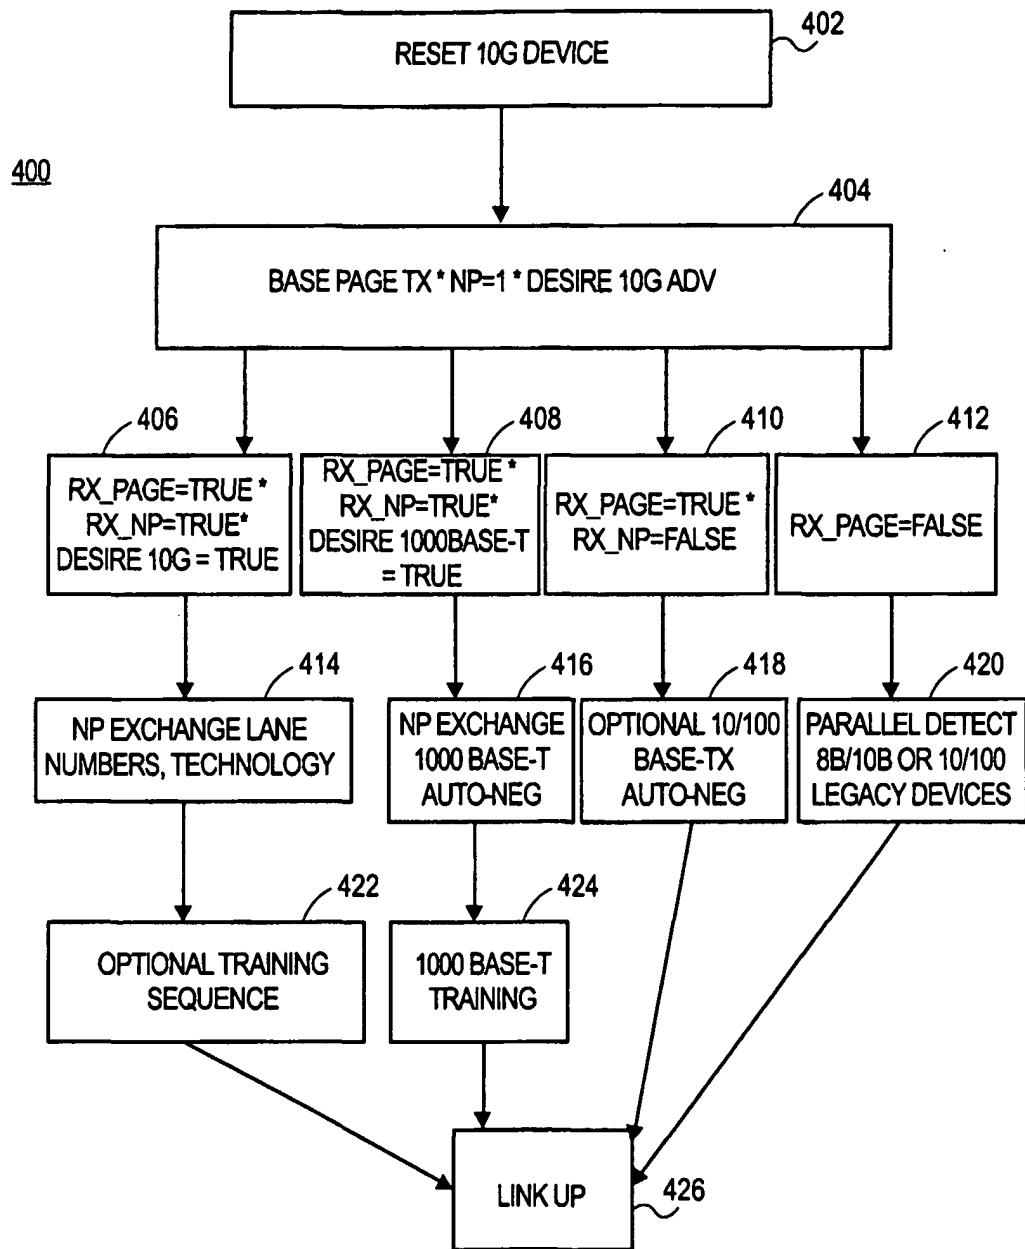 RESET 10G DEVICE
402
400
404
BASE PAGE TX * NP=1 * DESIRE 10G ADV
406
RX_PAGE=TRUE *
RX_NP=TRUE*
DESIRE 10G = TRUE
408
RX_PAGE=TRUE *
RX_NP=TRUE*
DESIRE 1000BASE-T
= TRUE
410
RX_PAGE=TRUE *
RX_NP=FALSE
412
RX_PAGE=FALSE
414
NP EXCHANGE LANE
NUMBERS, TECHNOLOGY
416
NP EXCHANGE
1000 BASE-T
AUTO-NEG
418
OPTIONAL 10/100
BASE-TX
AUTO-NEG
420
PARALLEL DETECT
8B/10B OR 10/100
LEGACY DEVICES
422
OPTIONAL TRAINING
SEQUENCE
424
1000 BASE-T
TRAINING
LINK UP
426